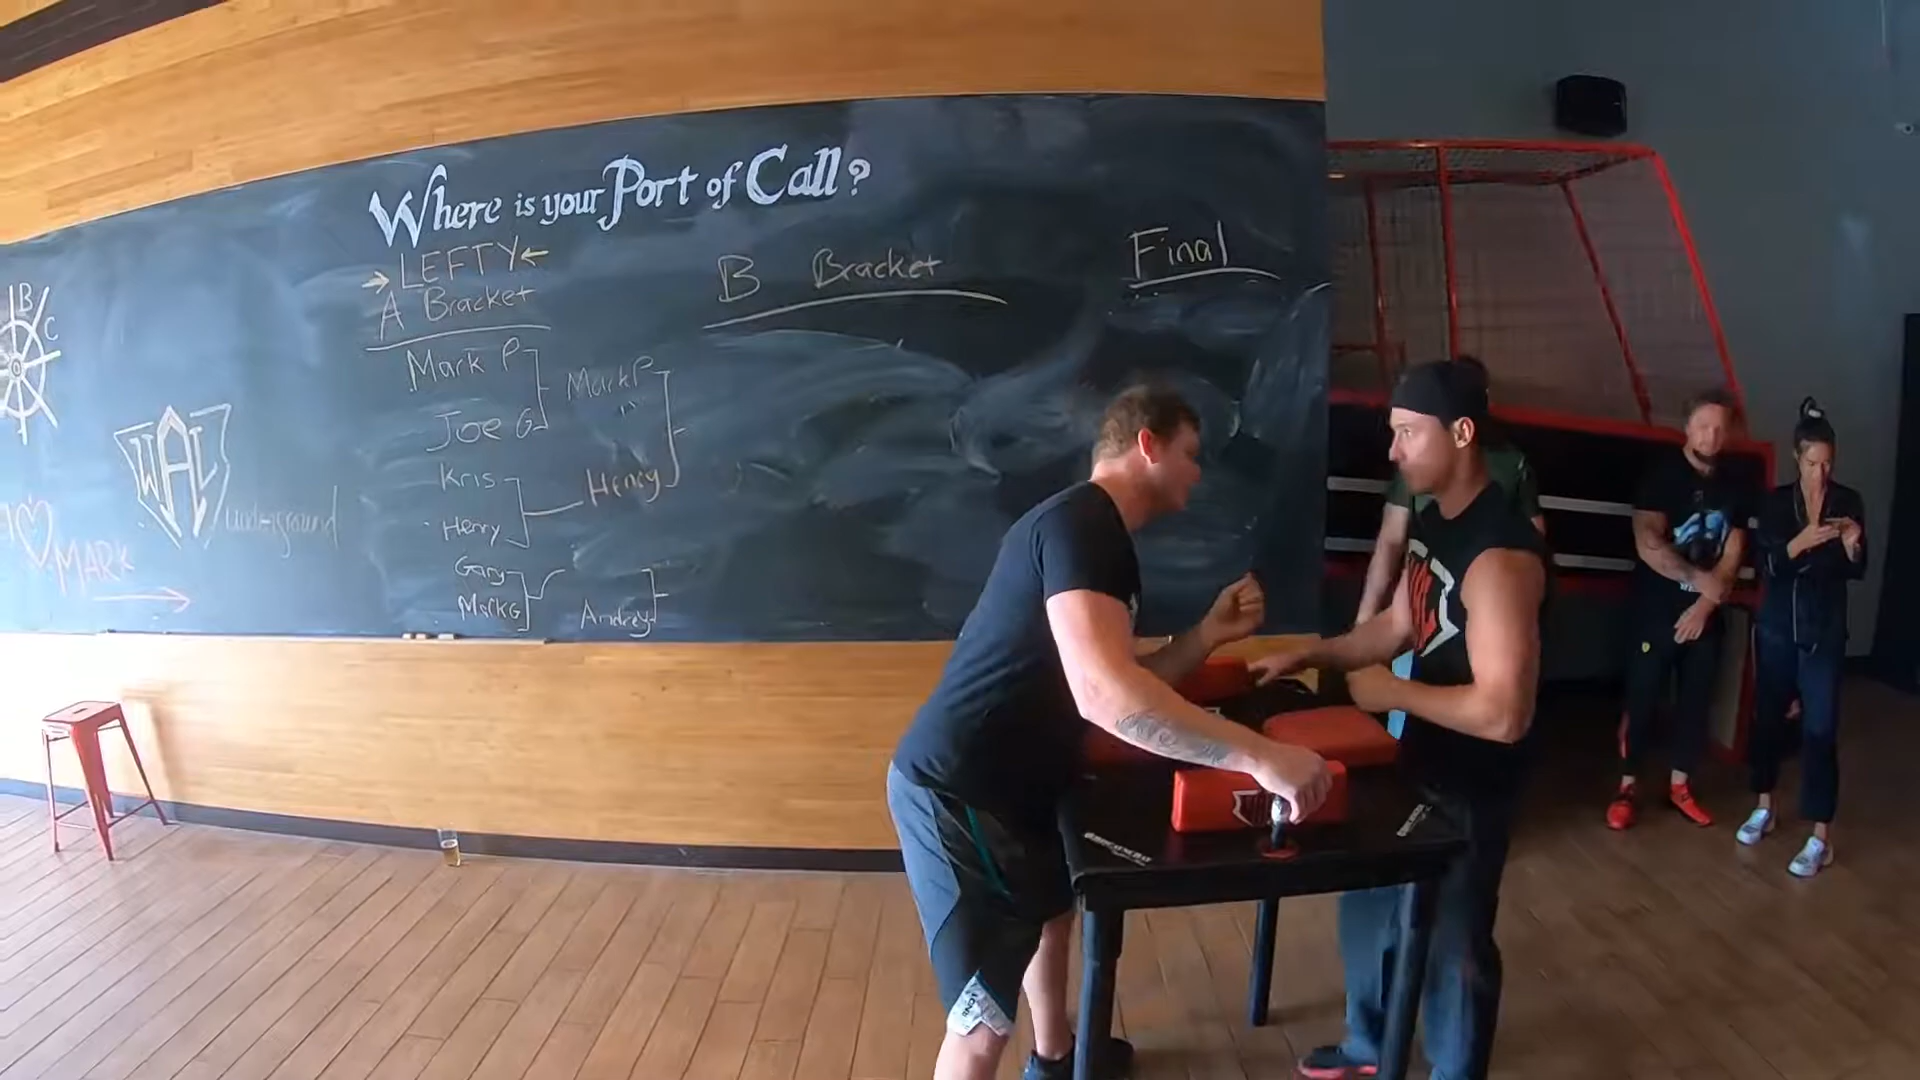 Where is your Port of Call?
→ LEFTY ←
A Bracket
B Bracket
Final
Mark P
Joe G
Kris
Henry
Gary
Mark G
Mark P
Henry
Andrey
B
C
WAL
underground
I ♡
MARK